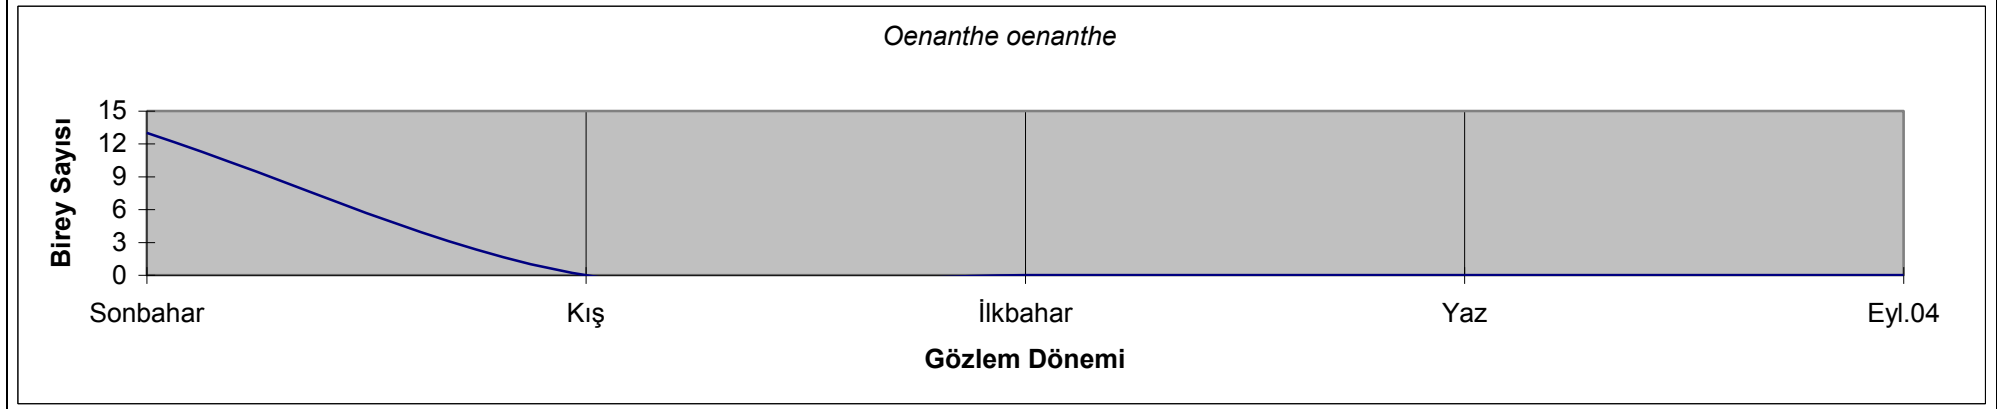 Oenanthe oenanthe
15
12
9
6
3
0
Birey Sayısı
Sonbahar Kış İlkbahar Yaz Eyl.04
Gözlem Dönemi